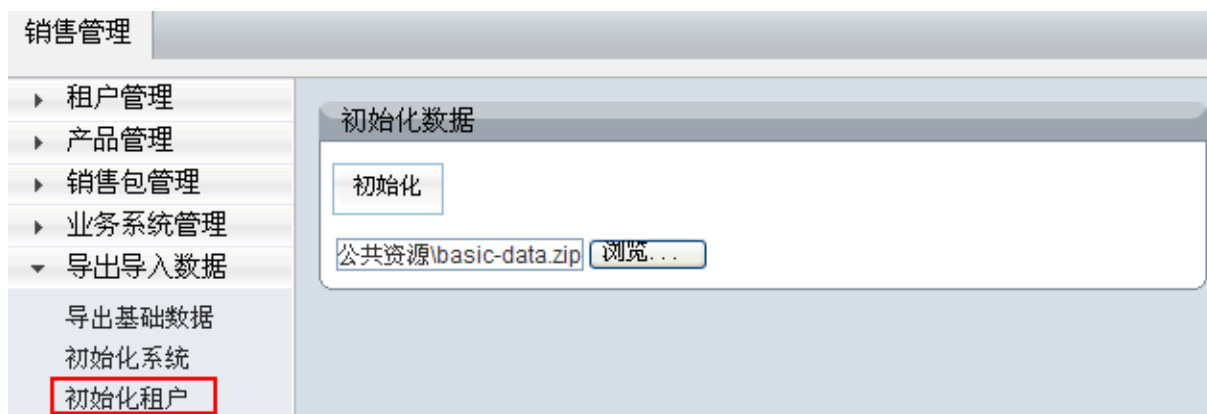 销售管理
租户管理
产品管理
销售包管理
业务系统管理
导出导入数据
导出基础数据
初始化系统
初始化租户
初始化数据
初始化
公共资源\basic-data.zip 浏览...